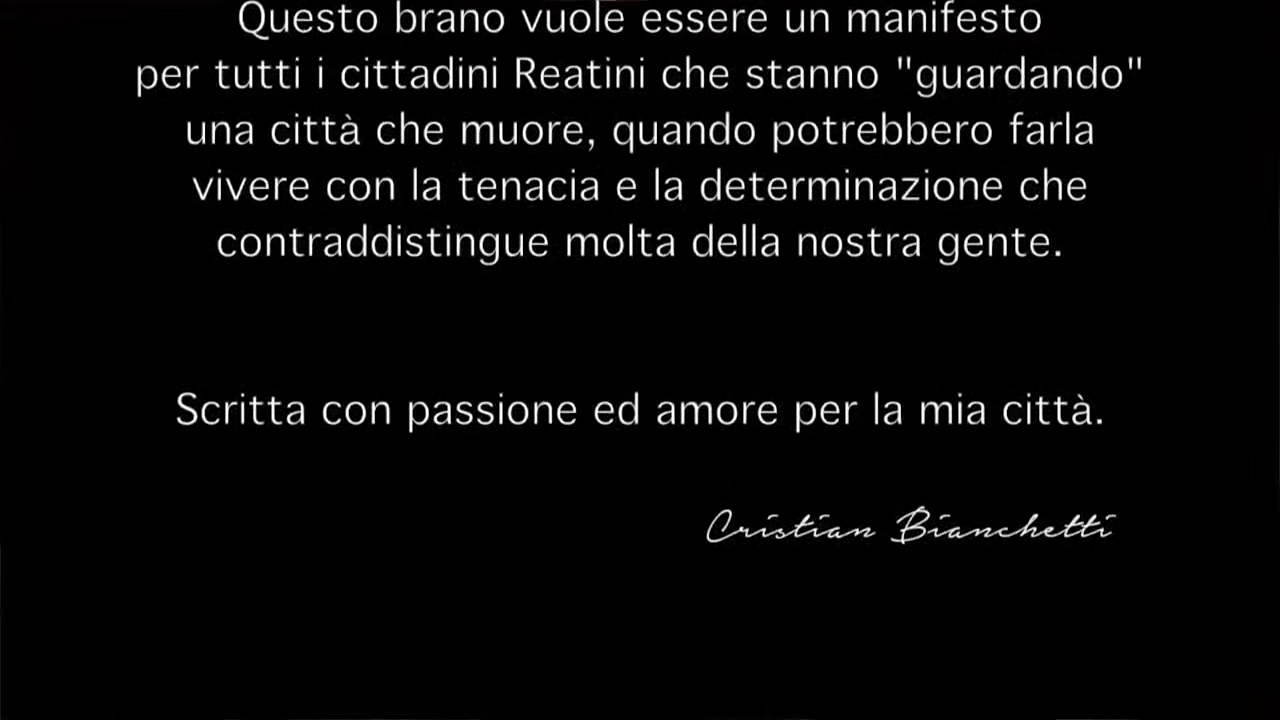 Questo brano vuole essere un manifesto
per tutti i cittadini Reatini che stanno "guardando"
una città che muore, quando potrebbero farla
vivere con la tenacia e la determinazione che
contraddistingue molta della nostra gente.
Scritta con passione ed amore per la mia città.
Cristian Bianchetti